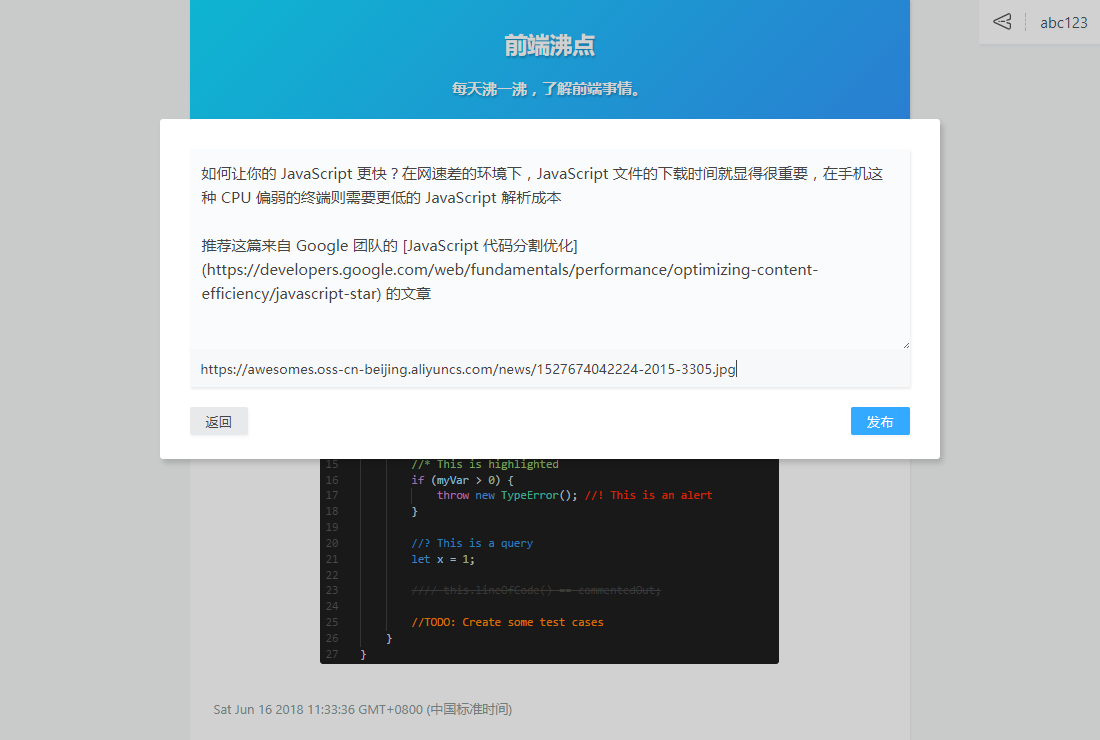 前端沸点
abc123
每天沸一沸，了解前端事情。
如何让你的 JavaScript 更快？在网速差的环境下，JavaScript 文件的下载时间就显得很重要，在手机这
种 CPU 偏弱的终端则需要更低的 JavaScript 解析成本
推荐这篇来自 Google 团队的 [JavaScript 代码分割优化]
(https://developers.google.com/web/fundamentals/performance/optimizing-content-
efficiency/javascript-star) 的文章
https://awesomes.oss-cn-beijing.aliyuncs.com/news/1527674042224-2015-3305.jpg
返回
发布
15 //* This is highlighted
16 if (myVar > 0) {
17 throw new TypeError(); //! This is an alert
18 }
19
20 //? This is a query
21 let x = 1;
22
23 //// this.lineOfCode() == commentedOut;
24
25 //TODO: Create some test cases
26 }
27 }
Sat Jun 16 2018 11:33:36 GMT+0800 (中国标准时间)